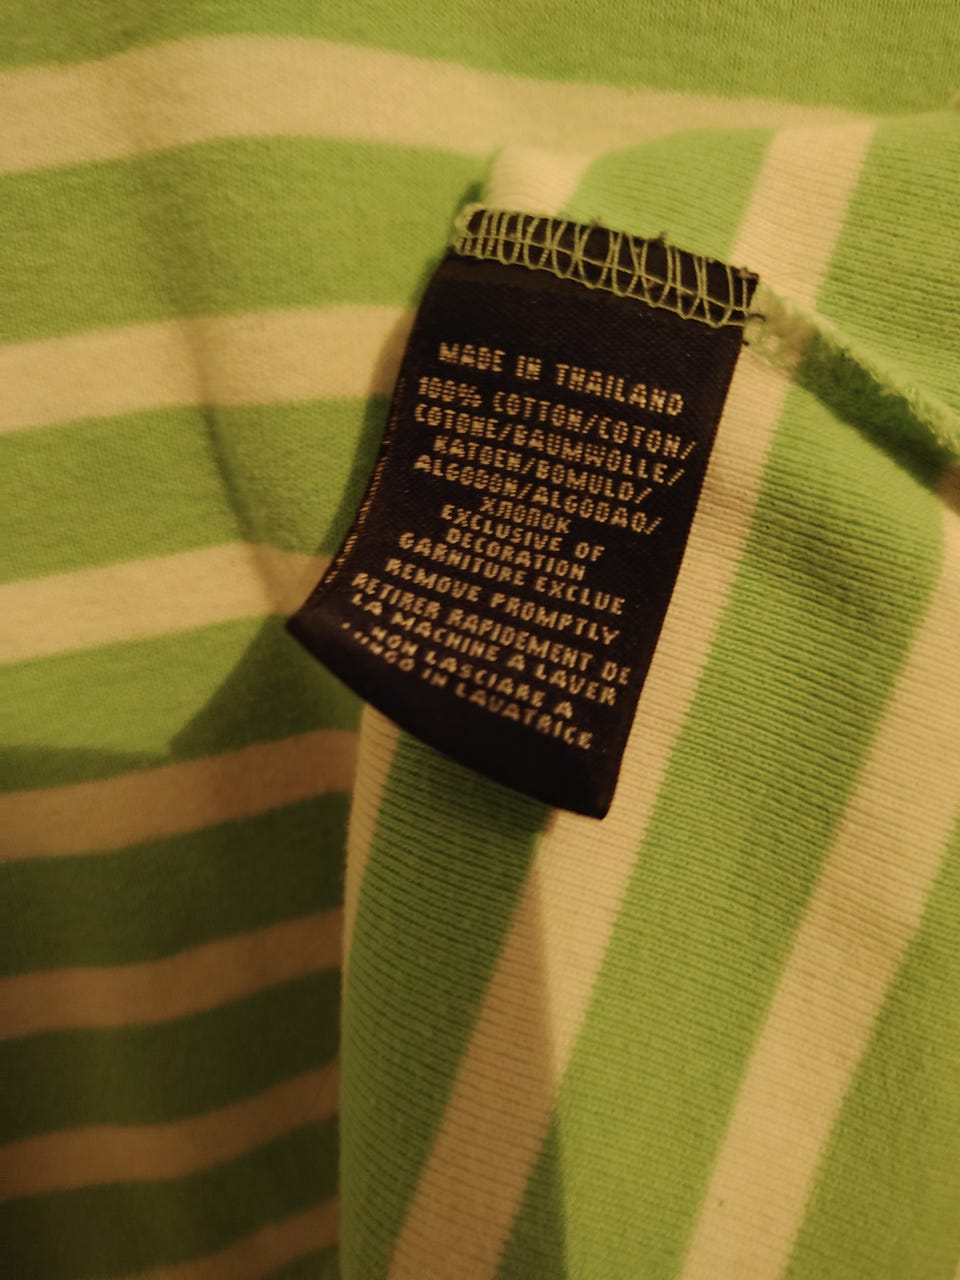 MADE IN THAILAND
100% COTTON/COTON/
COTONE/BAUMWOLLE/
KATOEN/BOMULD/
ALGODON/ALGODAO/
ХЛОПОК
EXCLUSIVE OF
DECORATION
GARNITURE EXCLUE
REMOVE PROMPTLY
RETIRER RAPIDEMENT DE
LA MACHINE A LAVER
NON LASCIARE A
IN LAVATRICE